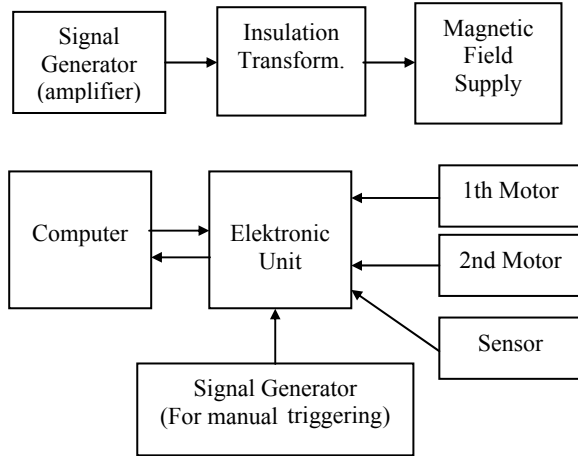 Signal
Generator
(amplifier)
Insulation
Transform.
Magnetic
Field
Supply
Computer
Elektronic
Unit
1th Motor
2nd Motor
Sensor
Signal Generator
(For manual triggering)